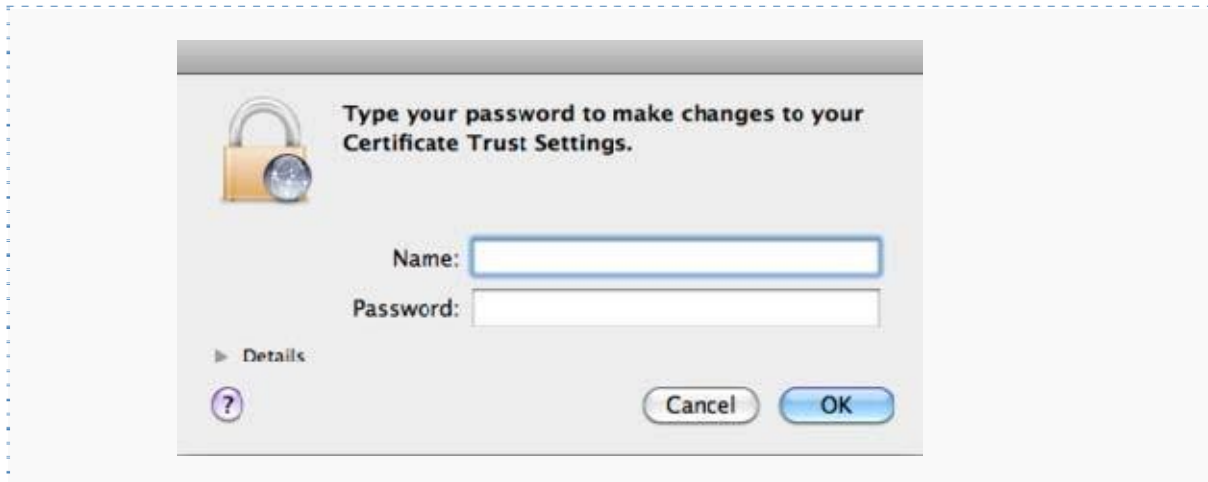 Type your password to make changes to your
Certificate Trust Settings.
Name:
Password:
Details
?
Cancel
OK